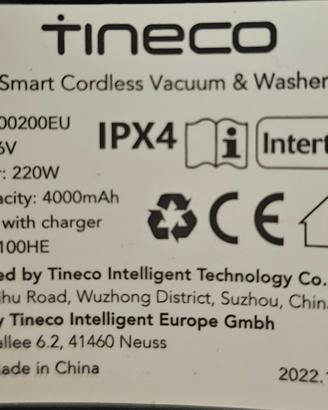 TINECO
Smart Cordless Vacuum & Washer
00200EU
6V
: 220W
acity: 4000mAh
with charger
100HE
IPX4
i
Intert
CE
ed by Tineco Intelligent Technology Co.
hu Road, Wuzhong District, Suzhou, Chin
y Tineco Intelligent Europe Gmbh
allee 6.2, 41460 Neuss
ade in China
2022.